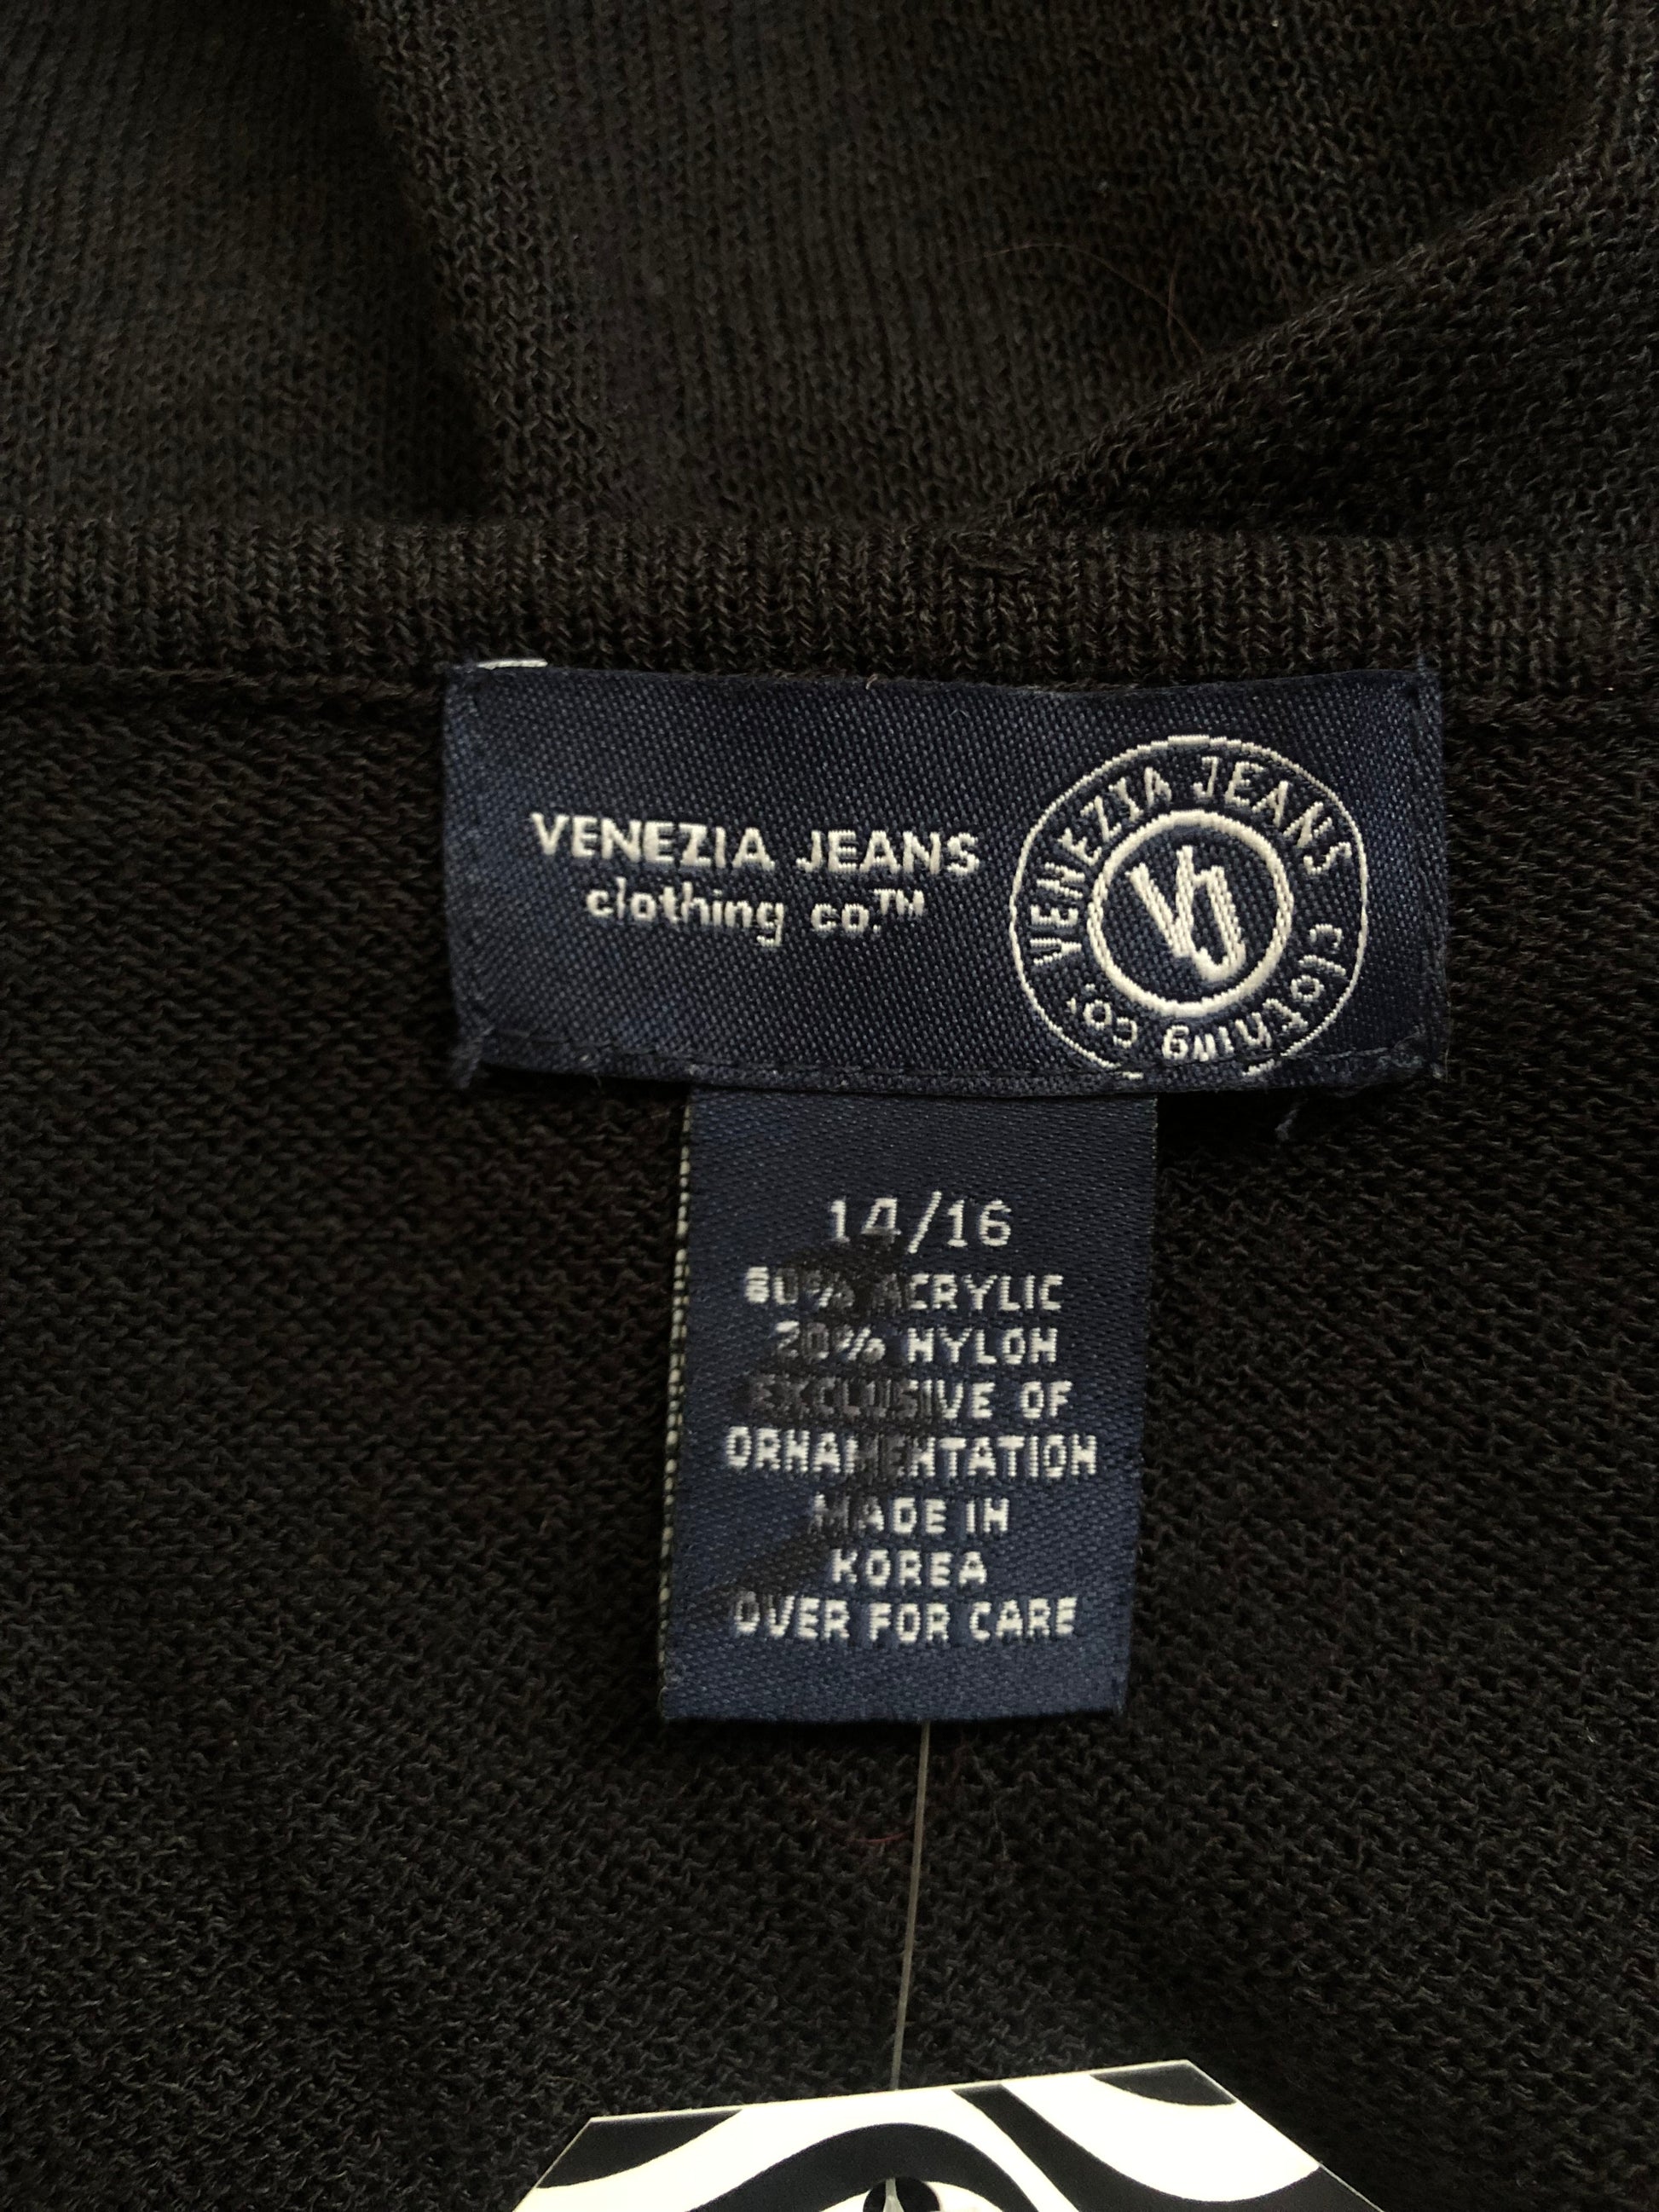 VENEZIA JEANS
clothing co.™
VENEZIA JEANS clothing co.
VJ
14/16
80% ACRYLIC
20% NYLON
EXCLUSIVE OF
ORNAMENTATION
MADE IN
KOREA
OVER FOR CARE